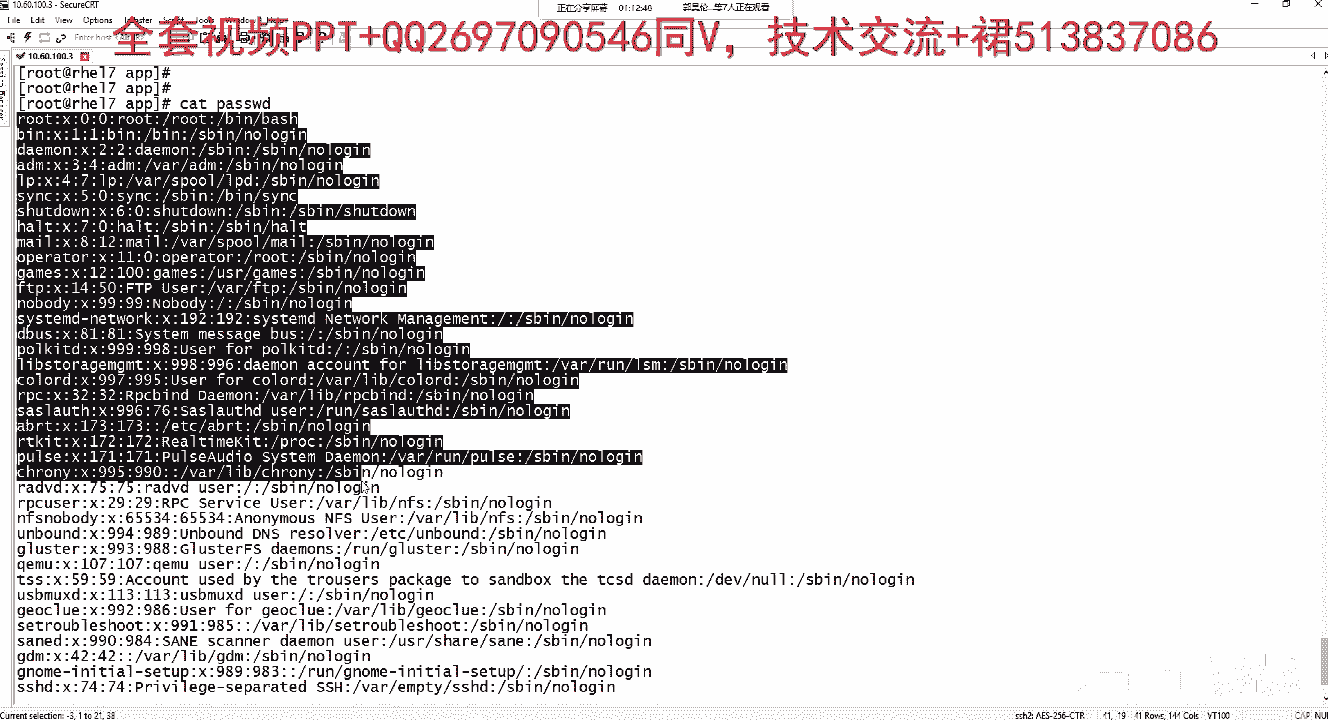 10.60.100.3 - SecureCRT
正在分享屏幕 01:12:48
File Edit View Options
全套视频PPT+QQ2697090546同V，技术交流+裙513837086
10.60.100.3
[root@rhel7 app]#
[root@rhel7 app]#
[root@rhel7 app]# cat passwd
root:x:0:0:root:/root:/bin/bash
bin:x:1:1:bin:/bin:/sbin/nologin
daemon:x:2:2:daemon:/sbin:/sbin/nologin
adm:x:3:4:adm:/var/adm:/sbin/nologin
lp:x:4:7:lp:/var/spool/lpd:/sbin/nologin
sync:x:5:0:sync:/sbin:/bin/sync
shutdown:x:6:0:shutdown:/sbin:/sbin/shutdown
halt:x:7:0:halt:/sbin:/sbin/halt
mail:x:8:12:mail:/var/spool/mail:/sbin/nologin
operator:x:11:0:operator:/root:/sbin/nologin
games:x:12:100:games:/usr/games:/sbin/nologin
ftp:x:14:50:FTP User:/var/ftp:/sbin/nologin
nobody:x:99:99:Nobody:/:/sbin/nologin
systemd-network:x:192:192:systemd Network Management:/:/sbin/nologin
dbus:x:81:81:System message bus:/:/sbin/nologin
polkitd:x:999:998:User for polkitd:/:/sbin/nologin
libstoragemgmt:x:998:996:daemon account for libstoragemgmt:/var/run/lsm:/sbin/nologin
colord:x:997:995:User for colord:/var/lib/colord:/sbin/nologin
rpc:x:32:32:Rpcbind Daemon:/var/lib/rpcbind:/sbin/nologin
saslauth:x:996:76:Saslauthd user:/run/saslauthd:/sbin/nologin
abrt:x:173:173::/etc/abrt:/sbin/nologin
rtkit:x:172:172:RealtimeKit:/proc:/sbin/nologin
pulse:x:171:171:PulseAudio System Daemon:/var/run/pulse:/sbin/nologin
chrony:x:995:990::/var/lib/chrony:/sbin/nologin
radvd:x:75:75:radvd user:/:/sbin/nologin
rpcuser:x:29:29:RPC Service User:/var/lib/nfs:/sbin/nologin
nfsnobody:x:65534:65534:Anonymous NFS User:/var/lib/nfs:/sbin/nologin
unbound:x:994:989:Unbound DNS resolver:/etc/unbound:/sbin/nologin
gluster:x:993:988:GlusterFS daemons:/run/gluster:/sbin/nologin
qemu:x:107:107:qemu user:/:/sbin/nologin
tss:x:59:59:Account used by the trousers package to sandbox the tcsd daemon:/dev/null:/sbin/nologin
usbmuxd:x:113:113:usbmuxd user:/:/sbin/nologin
geoclue:x:992:986:User for geoclue:/var/lib/geoclue:/sbin/nologin
setroubleshoot:x:991:985::/var/lib/setroubleshoot:/sbin/nologin
saned:x:990:984:SANE scanner daemon user:/usr/share/sane:/sbin/nologin
gdm:x:42:42::/var/lib/gdm:/sbin/nologin
gnome-initial-setup:x:989:983::/run/gnome-initial-setup/:/sbin/nologin
sshd:x:74:74:Privilege-separated SSH:/var/empty/sshd:/sbin/nologin
Current selection: -3, 1 to 21, 38
ssh2: AES-256-CTR 41, 19 41 Rows, 144 Cols VT100 CAP NUM